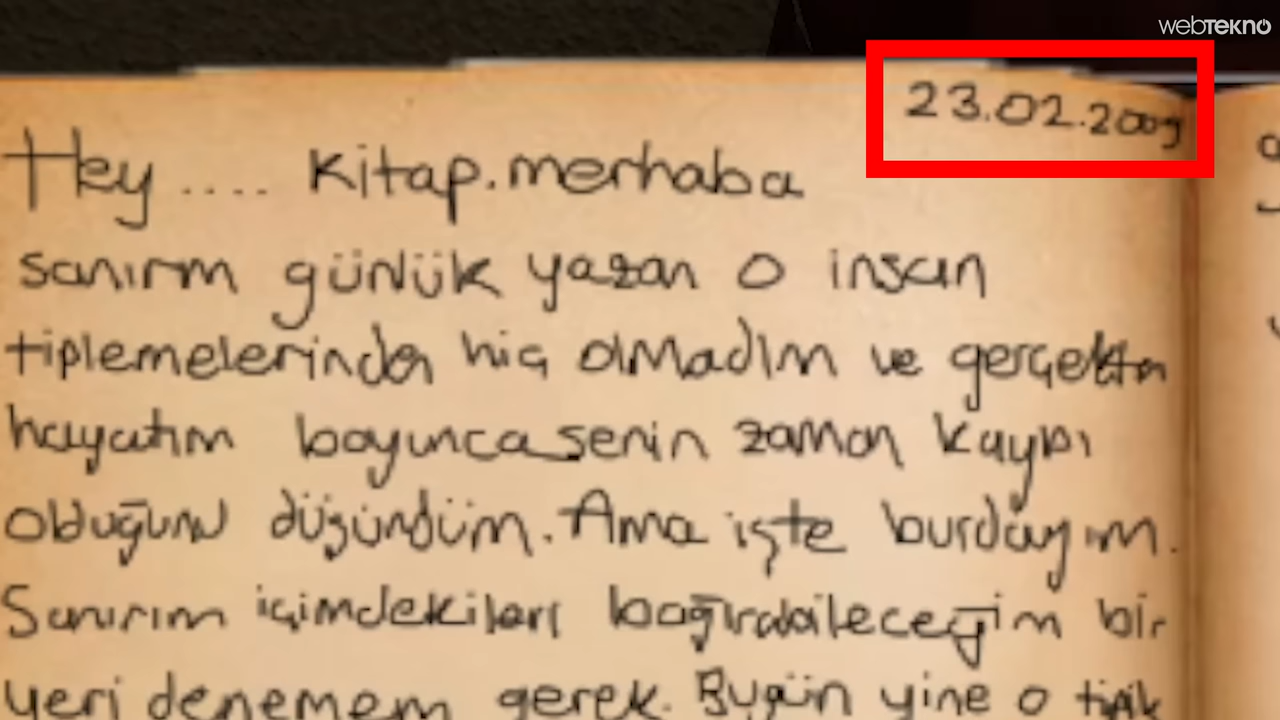 webTEKNO
23.02.2009
Hey ..... Kitap.merhaba
sanırım günlük yazan o insan
tiplemelerinden hiç olmadım ve gerçekten
hayatım boyunca senin zaman kaybı
olduğunu düşündüm. Ama işte burdayım.
Sanırım içimdekileri bağırabileceğim bir
yeri denemem gerek. Bugün yine o tipik